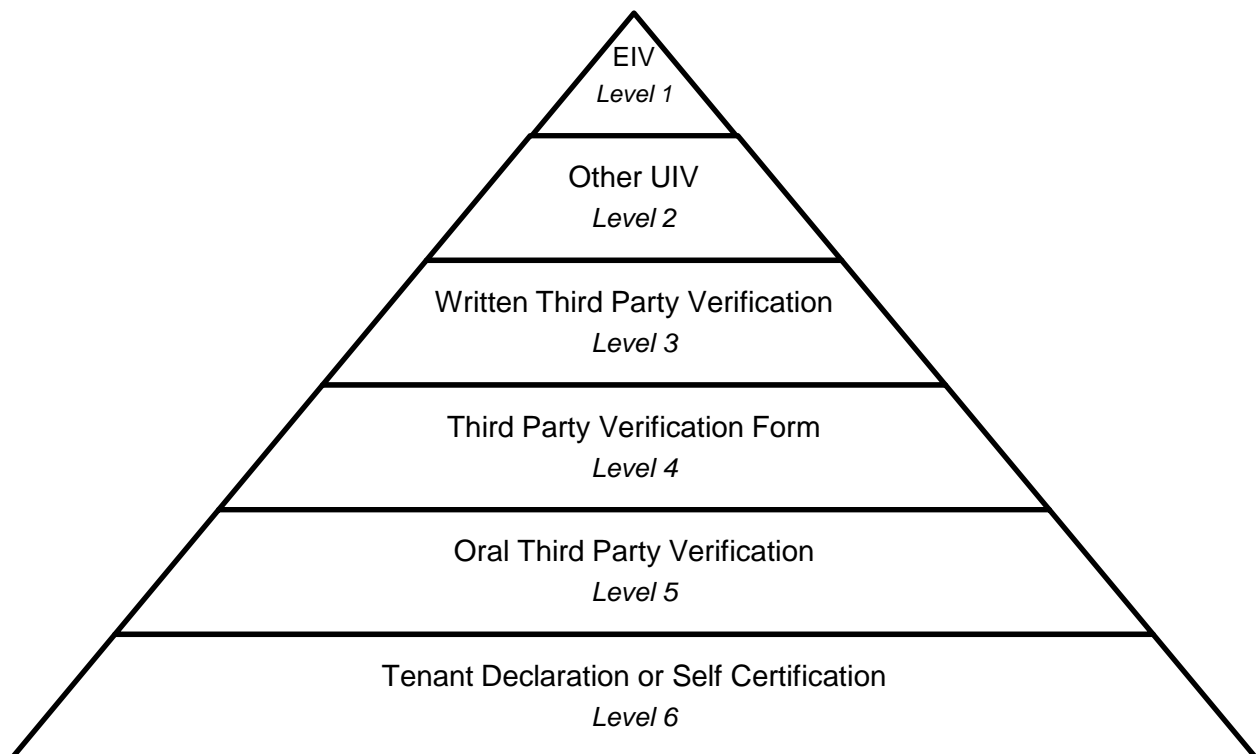 EIV
Level 1
Other UIV
Level 2
Written Third Party Verification
Level 3
Third Party Verification Form
Level 4
Oral Third Party Verification
Level 5
Tenant Declaration or Self Certification
Level 6